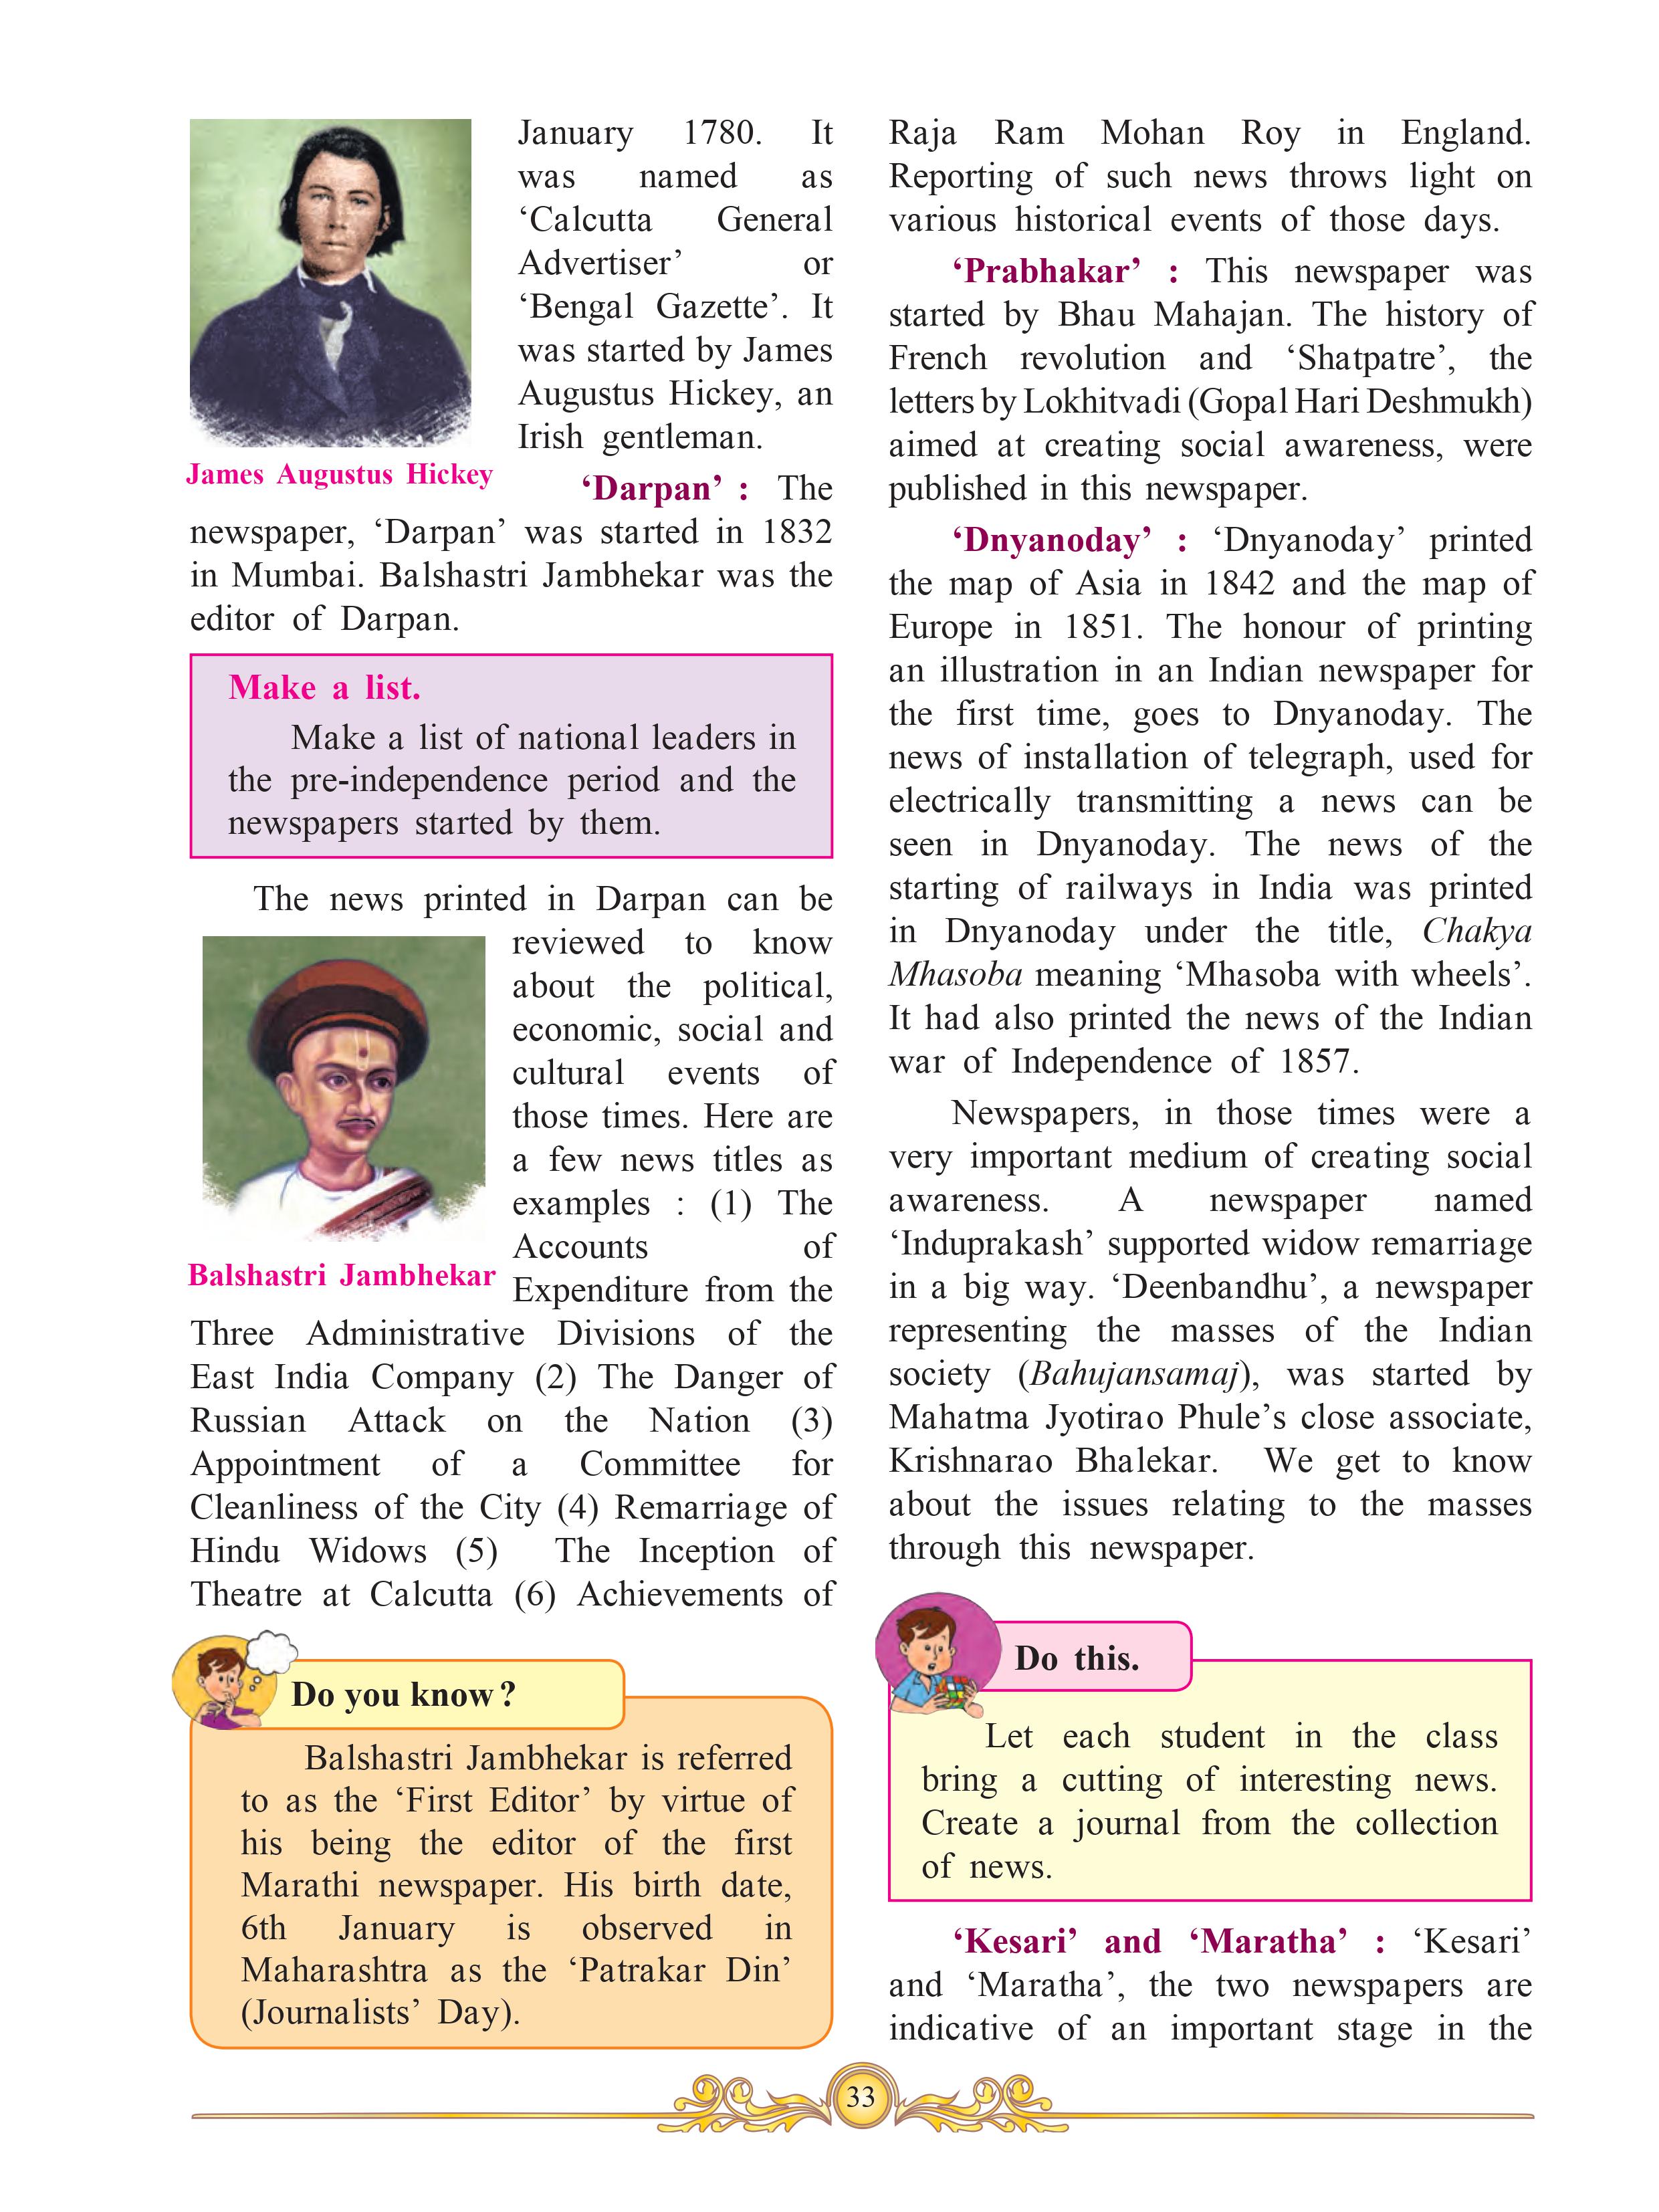 January 1780. It
was named as
‘Calcutta General
Advertiser’ or
‘Bengal Gazette’. It
was started by James
Augustus Hickey, an
Irish gentleman.
James Augustus Hickey
‘Darpan’ : The
newspaper, ‘Darpan’ was started in 1832
in Mumbai. Balshastri Jambhekar was the
editor of Darpan.
Make a list.
Make a list of national leaders in
the pre-independence period and the
newspapers started by them.
The news printed in Darpan can be
reviewed to know
about the political,
economic, social and
cultural events of
those times. Here are
a few news titles as
examples : (1) The
Accounts of
Expenditure from the
Balshastri Jambhekar
Three Administrative Divisions of the
East India Company (2) The Danger of
Russian Attack on the Nation (3)
Appointment of a Committee for
Cleanliness of the City (4) Remarriage of
Hindu Widows (5) The Inception of
Theatre at Calcutta (6) Achievements of
Do you know ?
Balshastri Jambhekar is referred
to as the ‘First Editor’ by virtue of
his being the editor of the first
Marathi newspaper. His birth date,
6th January is observed in
Maharashtra as the ‘Patrakar Din’
(Journalists’ Day).
Raja Ram Mohan Roy in England.
Reporting of such news throws light on
various historical events of those days.
‘Prabhakar’ : This newspaper was
started by Bhau Mahajan. The history of
French revolution and ‘Shatpatre’, the
letters by Lokhitvadi (Gopal Hari Deshmukh)
aimed at creating social awareness, were
published in this newspaper.
‘Dnyanoday’ : ‘Dnyanoday’ printed
the map of Asia in 1842 and the map of
Europe in 1851. The honour of printing
an illustration in an Indian newspaper for
the first time, goes to Dnyanoday. The
news of installation of telegraph, used for
electrically transmitting a news can be
seen in Dnyanoday. The news of the
starting of railways in India was printed
in Dnyanoday under the title, Chakya
Mhasoba meaning ‘Mhasoba with wheels’.
It had also printed the news of the Indian
war of Independence of 1857.
Newspapers, in those times were a
very important medium of creating social
awareness. A newspaper named
‘Induprakash’ supported widow remarriage
in a big way. ‘Deenbandhu’, a newspaper
representing the masses of the Indian
society (Bahujansamaj), was started by
Mahatma Jyotirao Phule’s close associate,
Krishnarao Bhalekar. We get to know
about the issues relating to the masses
through this newspaper.
Do this.
Let each student in the class
bring a cutting of interesting news.
Create a journal from the collection
of news.
‘Kesari’ and ‘Maratha’ : ‘Kesari’
and ‘Maratha’, the two newspapers are
indicative of an important stage in the
33